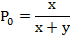 P₀ = x / (x + y)